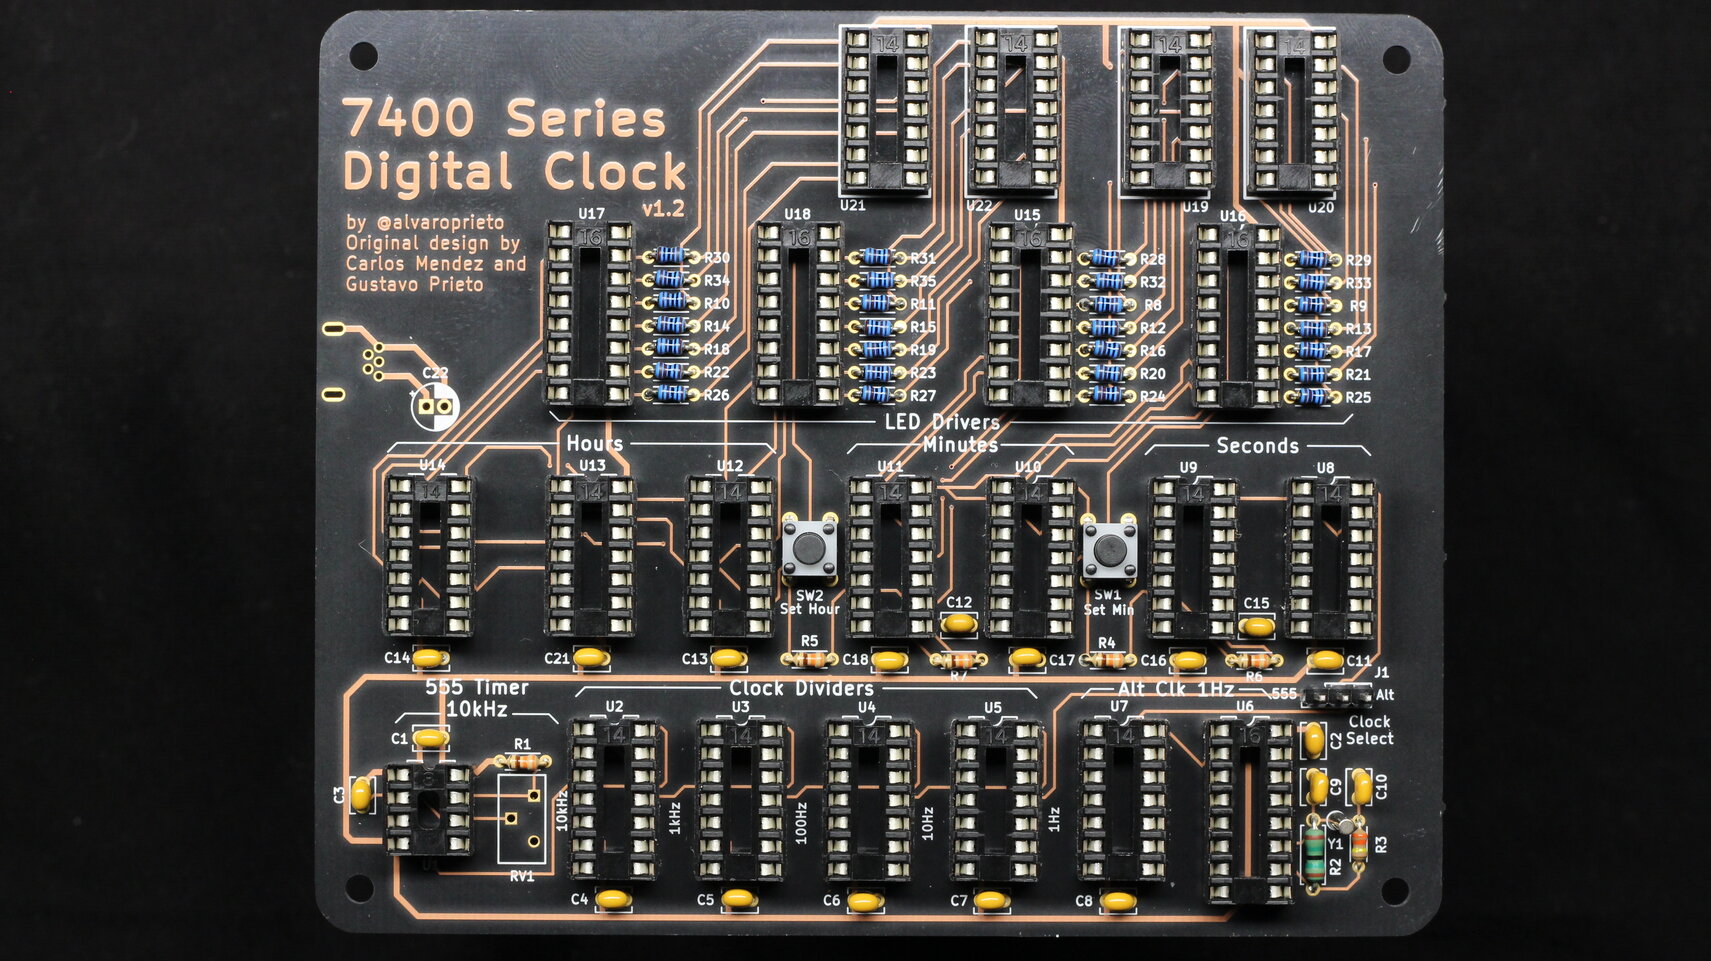 7400 Series
Digital Clock
v1.2
by @alvaroprieto
Original design by
Carlos Mendez and
Gustavo Prieto
14
14
14
14
U21
U22
U19
U20
U17
U18
U15
U16
16
16
16
16
R30
R31
R28
R29
R34
R35
R32
R33
R10
R11
R8
R9
R14
R15
R12
R13
R18
R19
R16
R17
R22
R23
R20
R21
R26
R27
R24
R25
C22
LED Drivers
Hours
Minutes
Seconds
U14
U13
U12
U11
U10
U9
U8
14
14
14
14
14
14
14
SW2
Set Hour
SW1
Set Min
C12
C15
R5
R4
C14
C21
C13
C18
R7
C17
C16
R6
C11
J1
555 Timer
10kHz
Clock Dividers
Alt Clk 1Hz
555
Alt
Clock
Select
U2
U3
U4
U5
U7
U6
14
14
14
14
14
16
C1
R1
C2
C3
8
C9
C10
10kHz
1kHz
100Hz
10Hz
1Hz
Y1
R2
R3
RV1
C4
C5
C6
C7
C8